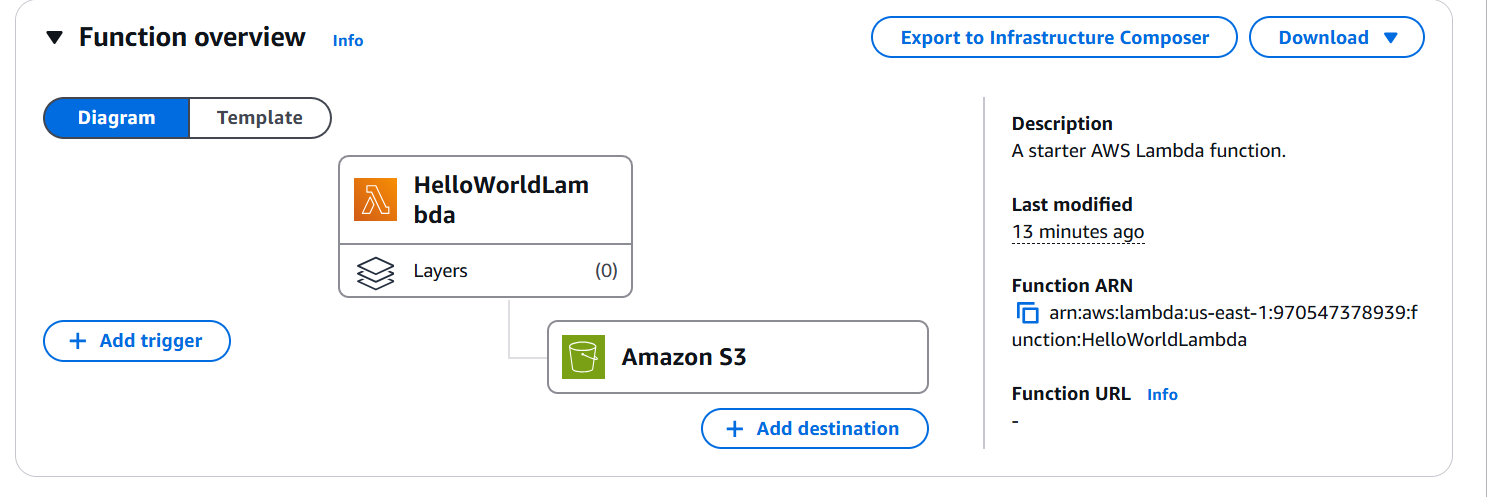 Function overview
Info
Export to Infrastructure Composer
Download
Diagram
Template
HelloWorldLam
bda
Layers
(0)
Add trigger
Amazon S3
Add destination
Description
A starter AWS Lambda function.
Last modified
13 minutes ago
Function ARN
arn:aws:lambda:us-east-1:970547378939:f
unction:HelloWorldLambda
Function URL
Info
-